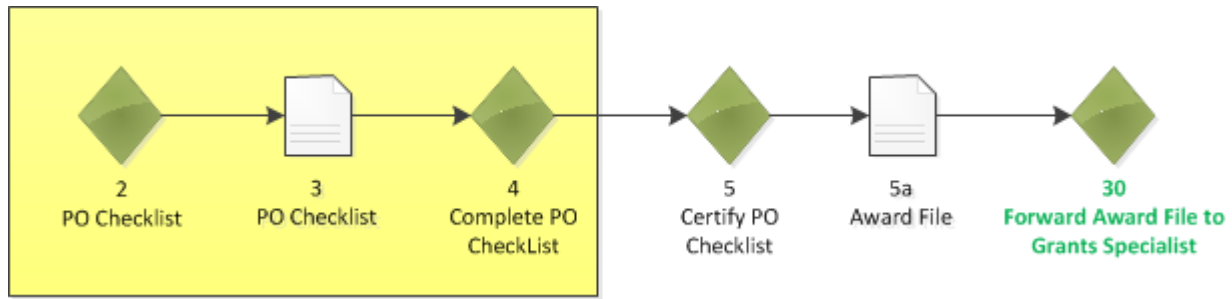 2
PO Checklist
3
PO Checklist
4
Complete PO
CheckList
5
Certify PO
Checklist
5a
Award File
30
Forward Award File to
Grants Specialist